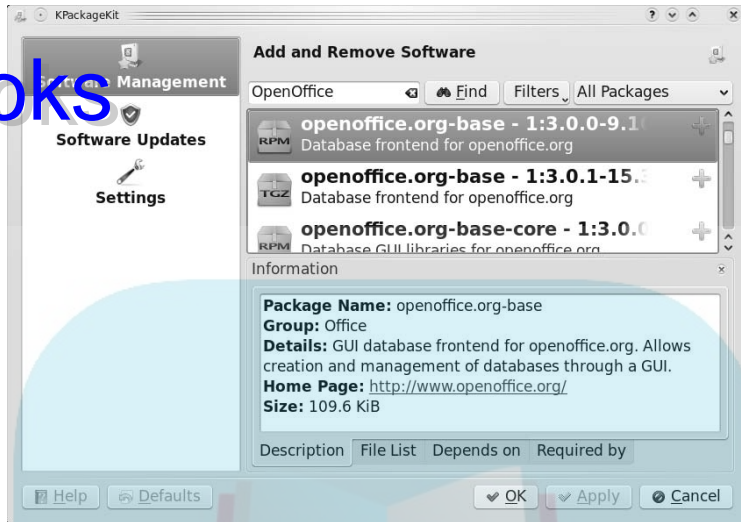 KPackageKit
oks
Software Management
Software Updates
Settings
Add and Remove Software
OpenOffice
Find
Filters
All Packages
RPM
openoffice.org-base - 1:3.0.0-9.1
Database frontend for openoffice.org
TGZ
openoffice.org-base - 1:3.0.1-15.
Database frontend for openoffice.org
RPM
openoffice.org-base-core - 1:3.0.
Database GUI libraries for openoffice.org
Information
Package Name: openoffice.org-base
Group: Office
Details: GUI database frontend for openoffice.org. Allows
creation and management of databases through a GUI.
Home Page: http://www.openoffice.org/
Size: 109.6 KiB
Description File List Depends on Required by
Help Defaults OK Apply Cancel